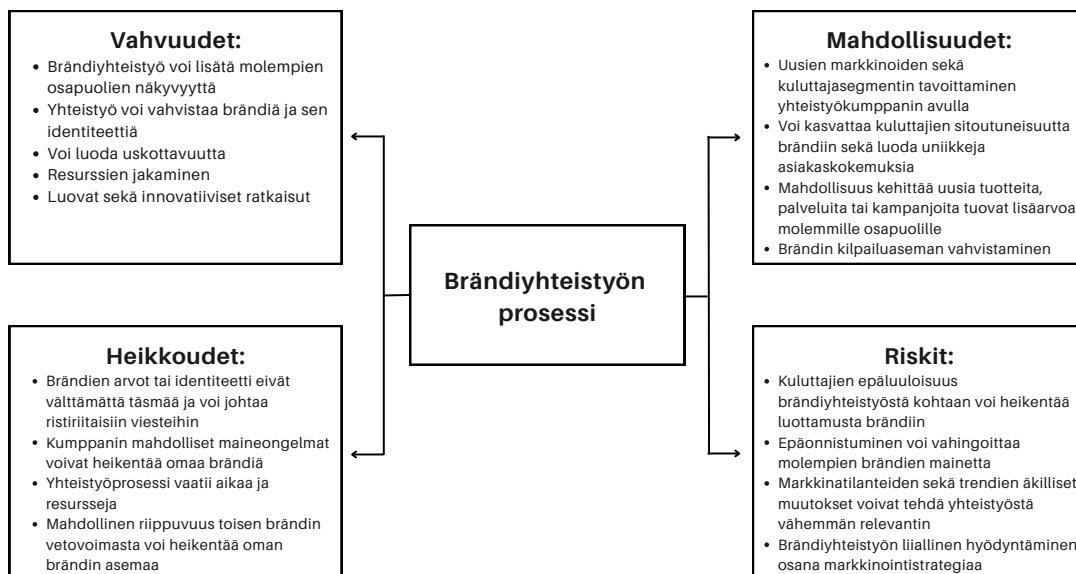 Vahvuudet:
• Brändiyhteistyö voi lisätä molempien
osapuolien näkyvyyttä
• Yhteistyö voi vahvistaa brändiä ja sen
identiteettiä
• Voi luoda uskottavuutta
• Resurssien jakaminen
• Luovat sekä innovatiiviset ratkaisut
Mahdollisuudet:
• Uusien markkinoiden sekä
kuluttajasegmentin tavoittaminen
yhteistyökumppanin avulla
• Voi kasvattaa kuluttajien sitoutuneisuutta
brändiin sekä luoda uniikkeja
asiakaskokemuksia
• Mahdollisuus kehittää uusia tuotteita,
palveluita tai kampanjoita tuovat lisäarvoa
molemmille osapuolille
• Brändin kilpailuaseman vahvistaminen
Brändiyhteistyön
prosessi
Heikkoudet:
• Brändien arvot tai identiteetti eivät
välttämättä täsmää ja voi johtaa
ristiriitaisiin viesteihin
• Kumppanin mahdolliset maineongelmat
voivat heikentää omaa brändiä
• Yhteistyöprosessi vaatii aikaa ja
resursseja
• Mahdollinen riippuvuus toisen brändin
vetovoimasta voi heikentää oman
brändin asemaa
Riskit:
• Kuluttajien epäluuloisuus
brändiyhteistyöstä kohtaan voi heikentää
luottamusta brändiin
• Epäonnistuminen voi vahingoittaa
molempien brändien mainetta
• Markkinatilanteiden sekä trendien äkilliset
muutokset voivat tehdä yhteistyöstä
vähemmän relevantin
• Brändiyhteistyön liiallinen hyödyntäminen
osana markkinointistrategiaa